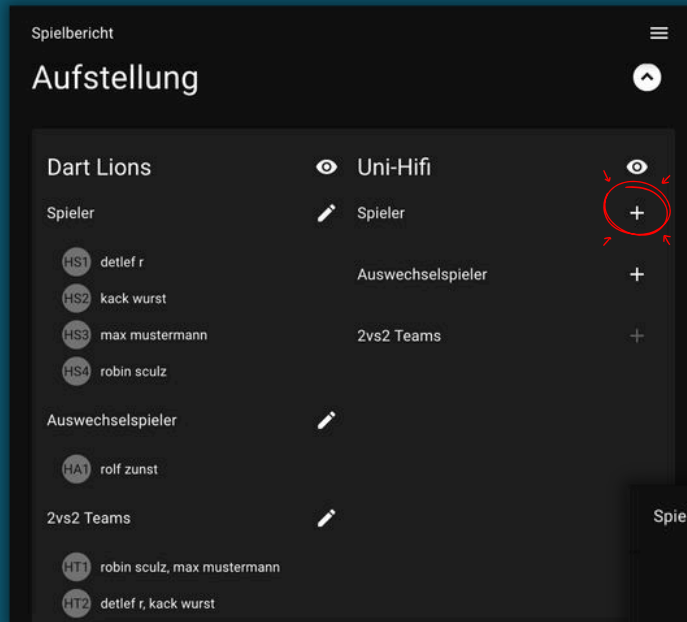 Spielbericht
Aufstellung
Dart Lions
Spieler
HS1 detlef r
HS2 kack wurst
HS3 max mustermann
HS4 robin sculz
Auswechselspieler
HA1 rolf zunst
2vs2 Teams
HT1 robin sculz, max mustermann
HT2 detlef r, kack wurst
Uni-Hifi
Spieler
Auswechselspieler
2vs2 Teams
Spie